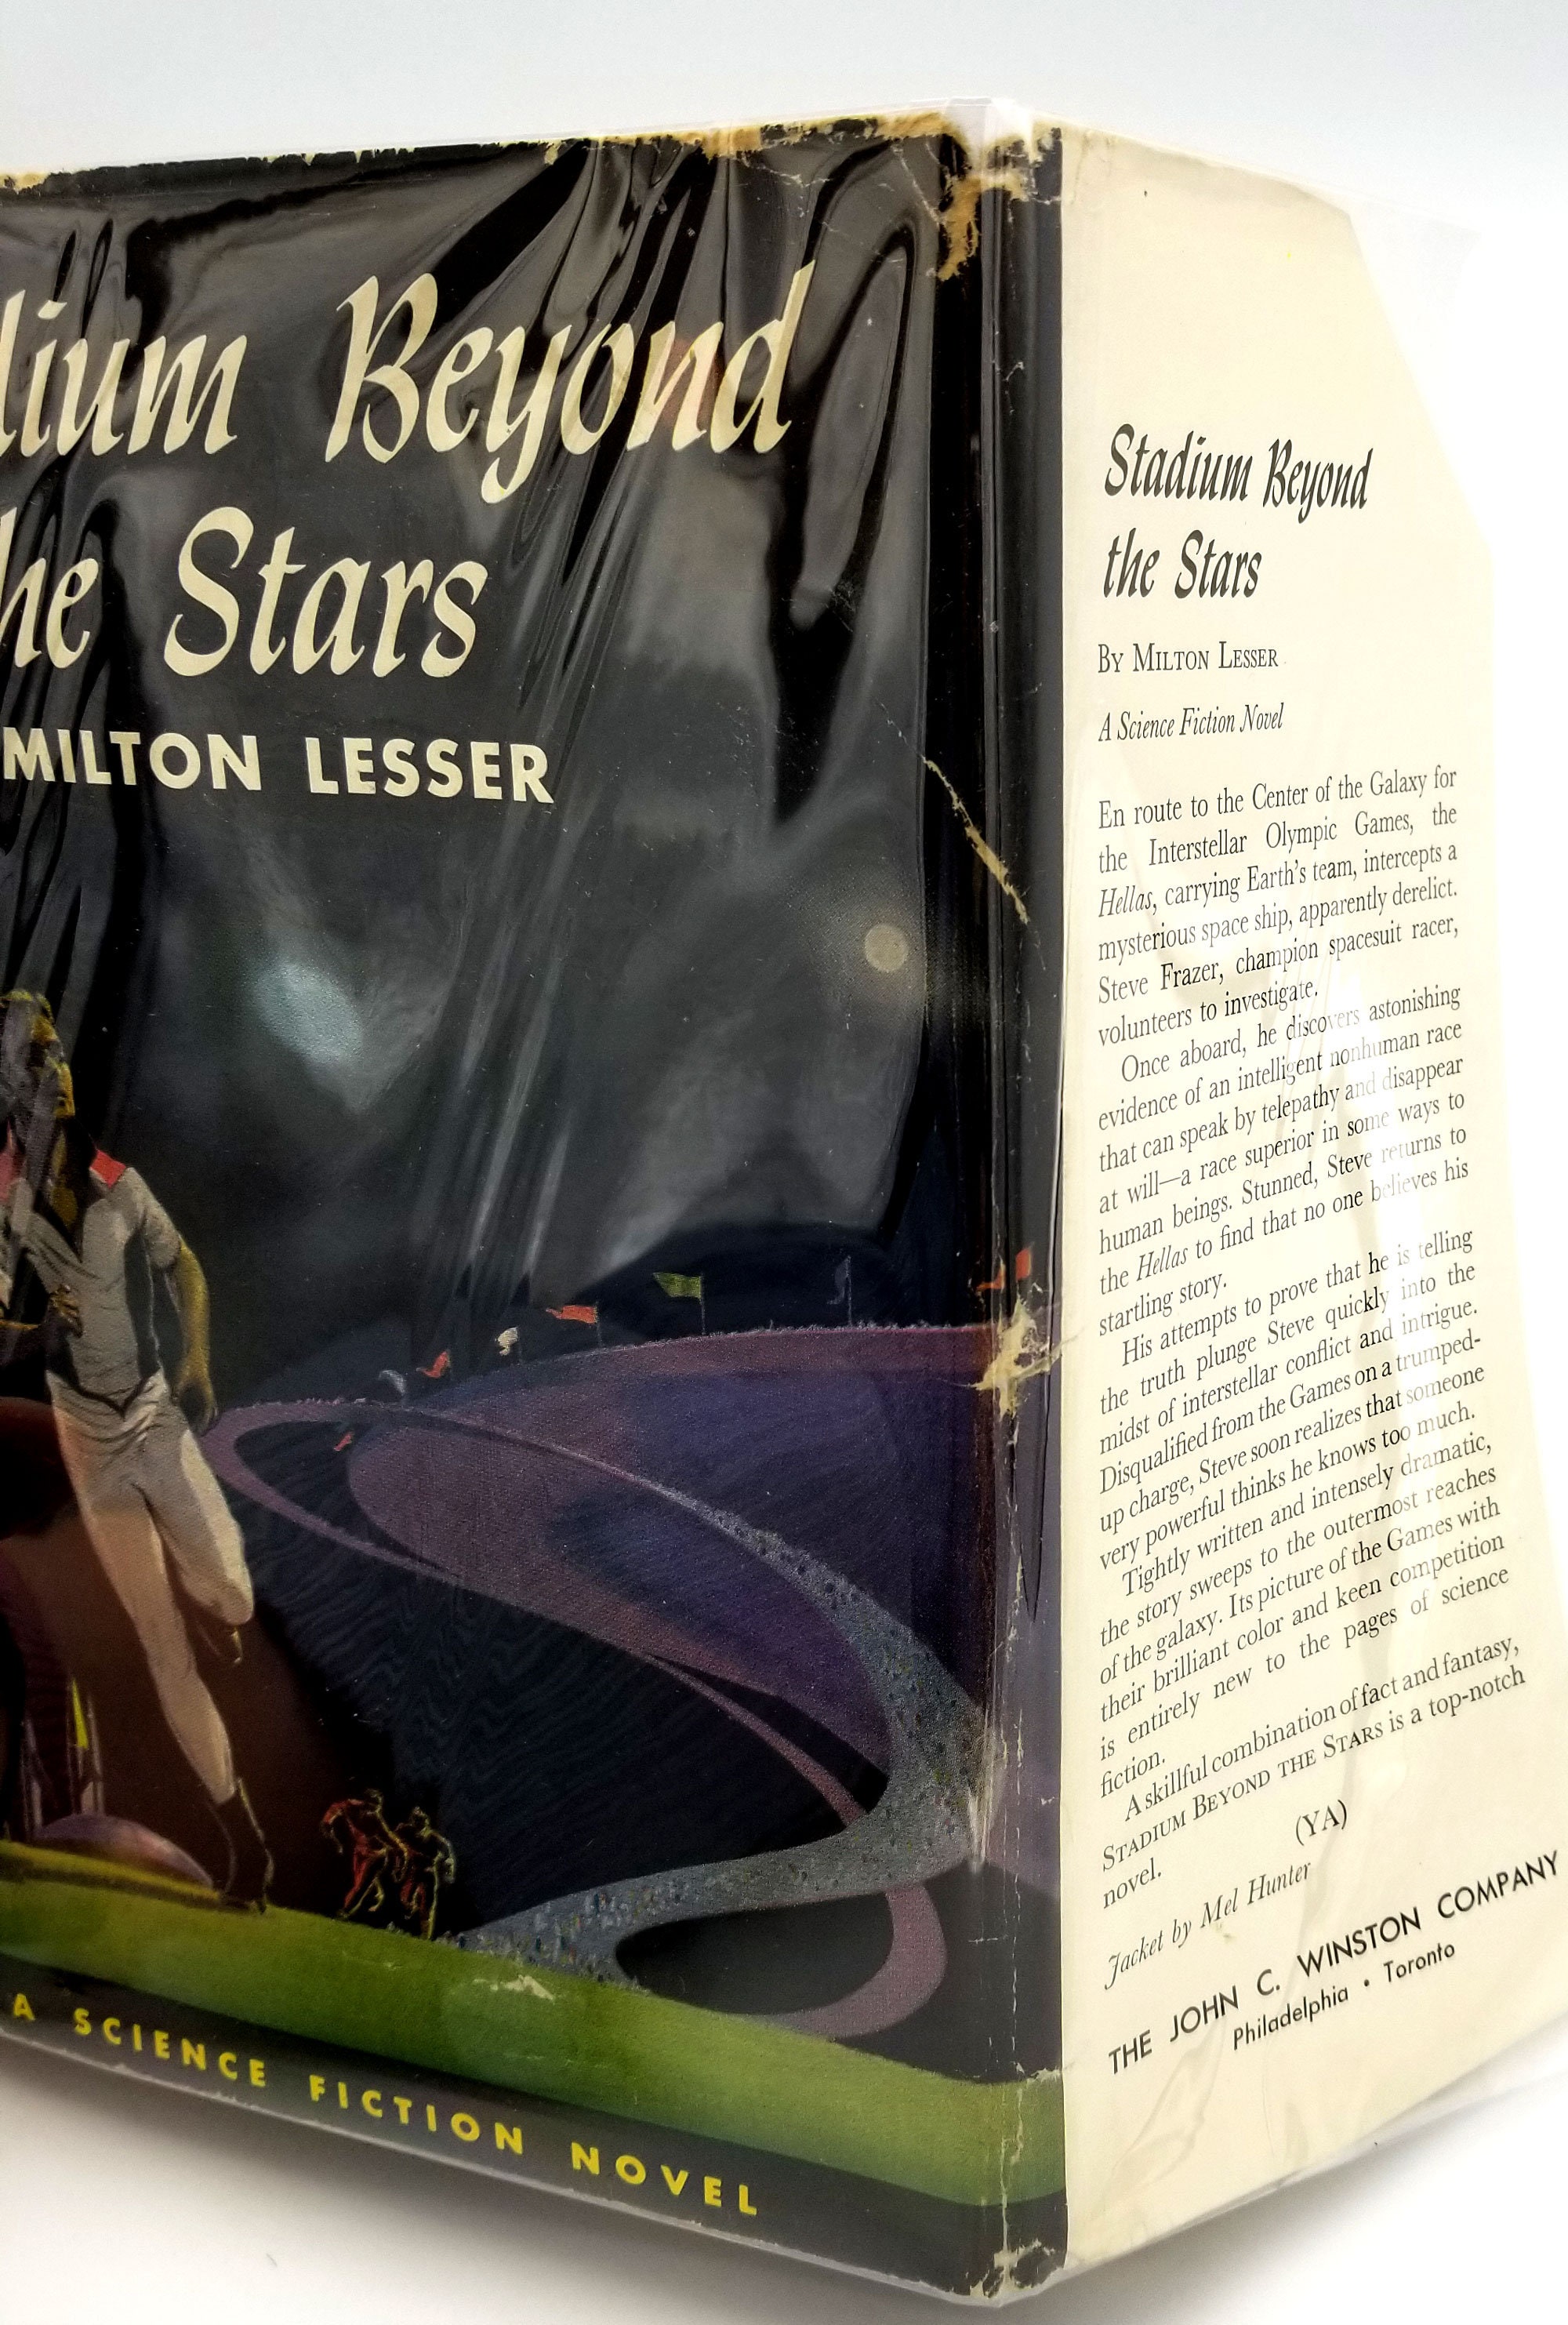 dium Beyond
he Stars
MILTON LESSER
A SCIENCE FICTION NOVEL
Stadium Beyond
the Stars
By Milton Lesser
A Science Fiction Novel
En route to the Center of the Galaxy for
the Interstellar Olympic Games, the
Hellas, carrying Earth's team, intercepts a
mysterious space ship, apparently derelict.
Steve Frazer, champion spacesuit racer,
volunteers to investigate.
Once aboard, he discovers astonishing
evidence of an intelligent nonhuman race
that can speak by telepathy and disappear
at will—a race superior in some ways to
human beings. Stunned, Steve returns to
the Hellas to find that no one believes his
startling story.
His attempts to prove that he is telling
the truth plunge Steve quickly into the
midst of interstellar conflict and intrigue.
Disqualified from the Games on a trumped-
up charge, Steve soon realizes that someone
very powerful thinks he knows too much.
Tightly written and intensely dramatic,
the story sweeps to the outermost reaches
of the galaxy. Its picture of the Games with
their brilliant color and keen competition
is entirely new to the pages of science
fiction.
A skillful combination of fact and fantasy,
STADIUM BEYOND THE STARS is a top-notch
novel.
(YA)
Jacket by Mel Hunter
THE JOHN C. WINSTON COMPANY
Philadelphia • Toronto